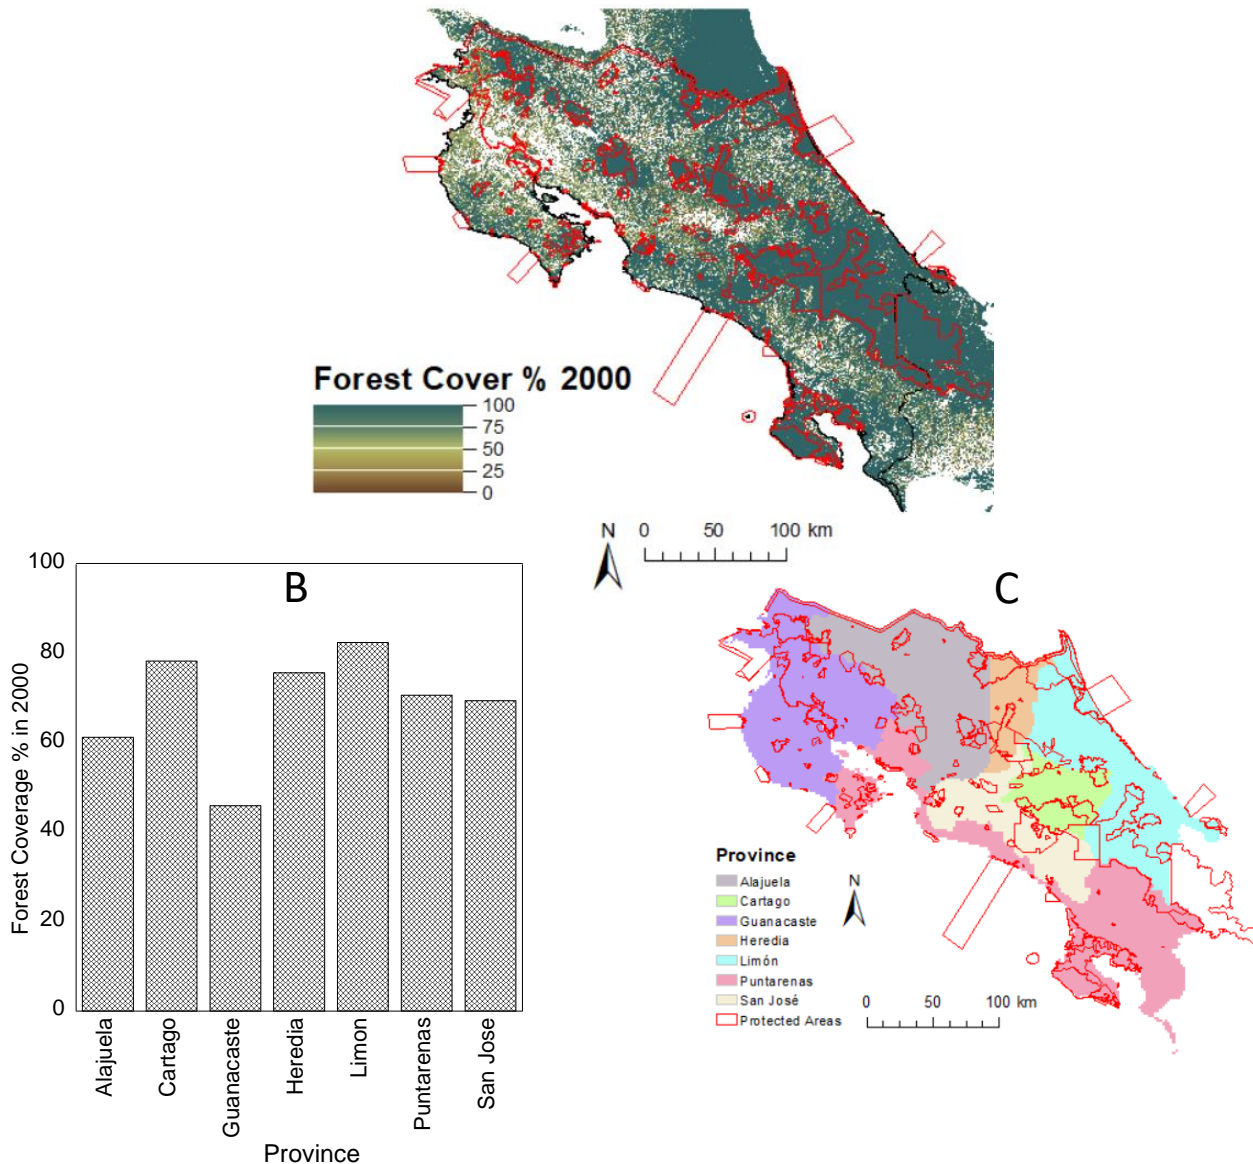 Forest Cover % 2000
100
75
50
25
0
N
0 50 100 km
B
100
80
60
40
20
0
Forest Coverage % in 2000
Alajuela
Cartago
Guanacaste
Heredia
Limon
Puntarenas
San Jose
Province
C
Province
Alajuela
Cartago
Guanacaste
Heredia
Limón
Puntarenas
San José
Protected Areas
N
0 50 100 km